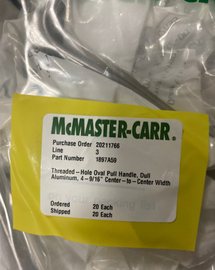 McMASTER-CARR®
Purchase Order 20211766
Line 3
Part Number 1897A59
Threaded-Hole Oval Pull Handle, Dull
Aluminum, 4-9/16" Center-to-Center Width
Ordered 20 Each
Shipped 20 Each